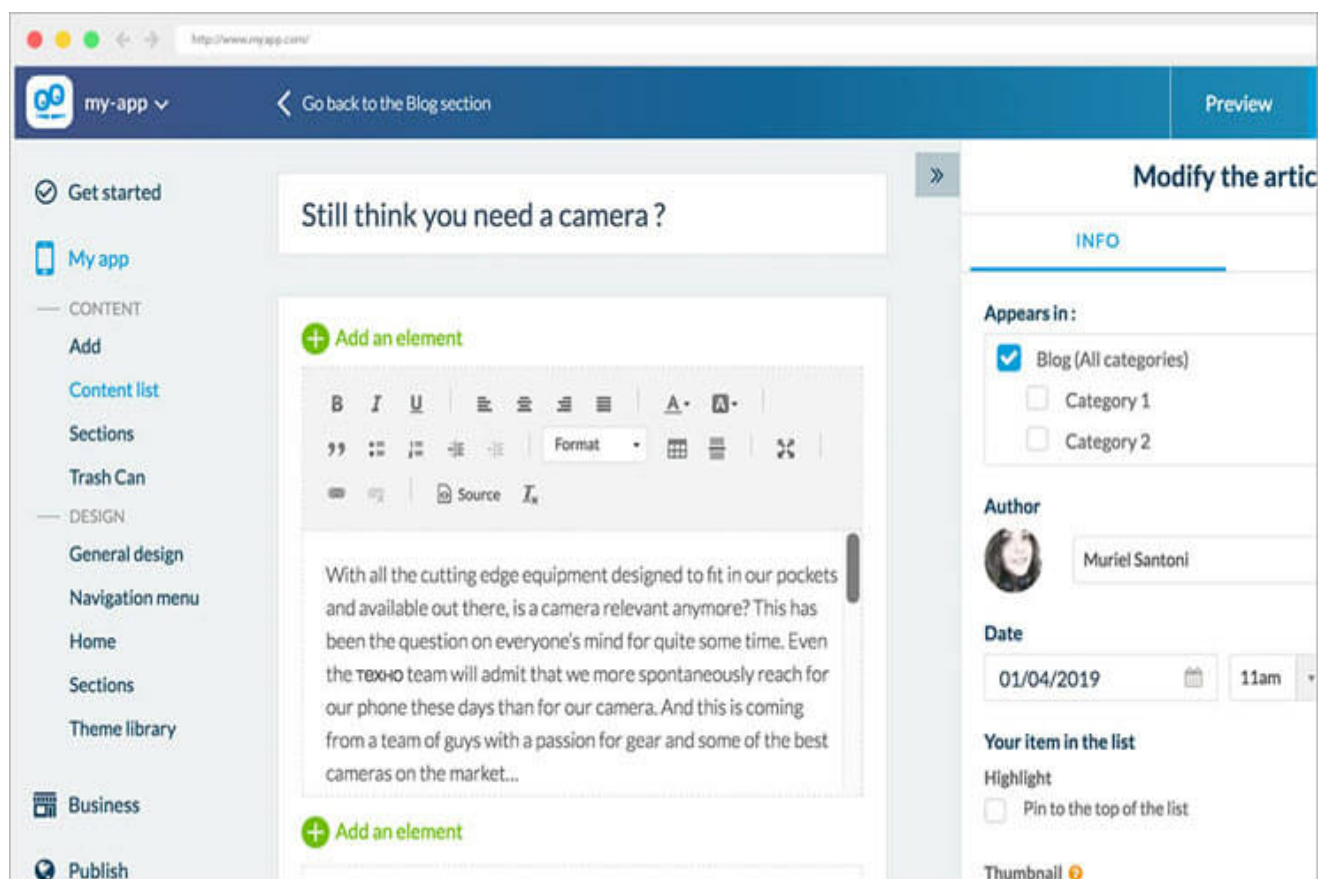 http://www.myapp.com/
my-app
Go back to the Blog section
Preview
Get started
My app
CONTENT
Add
Content list
Sections
Trash Can
DESIGN
General design
Navigation menu
Home
Sections
Theme library
Business
Publish
Still think you need a camera ?
Add an element
B I U A A
Format
Source
With all the cutting edge equipment designed to fit in our pockets
and available out there, is a camera relevant anymore? This has
been the question on everyone's mind for quite some time. Even
the техно team will admit that we more spontaneously reach for
our phone these days than for our camera. And this is coming
from a team of guys with a passion for gear and some of the best
cameras on the market...
Add an element
Modify the artic
INFO
Appears in :
Blog (All categories)
Category 1
Category 2
Author
Muriel Santoni
Date
01/04/2019 11am
Your item in the list
Highlight
Pin to the top of the list
Thumbnail